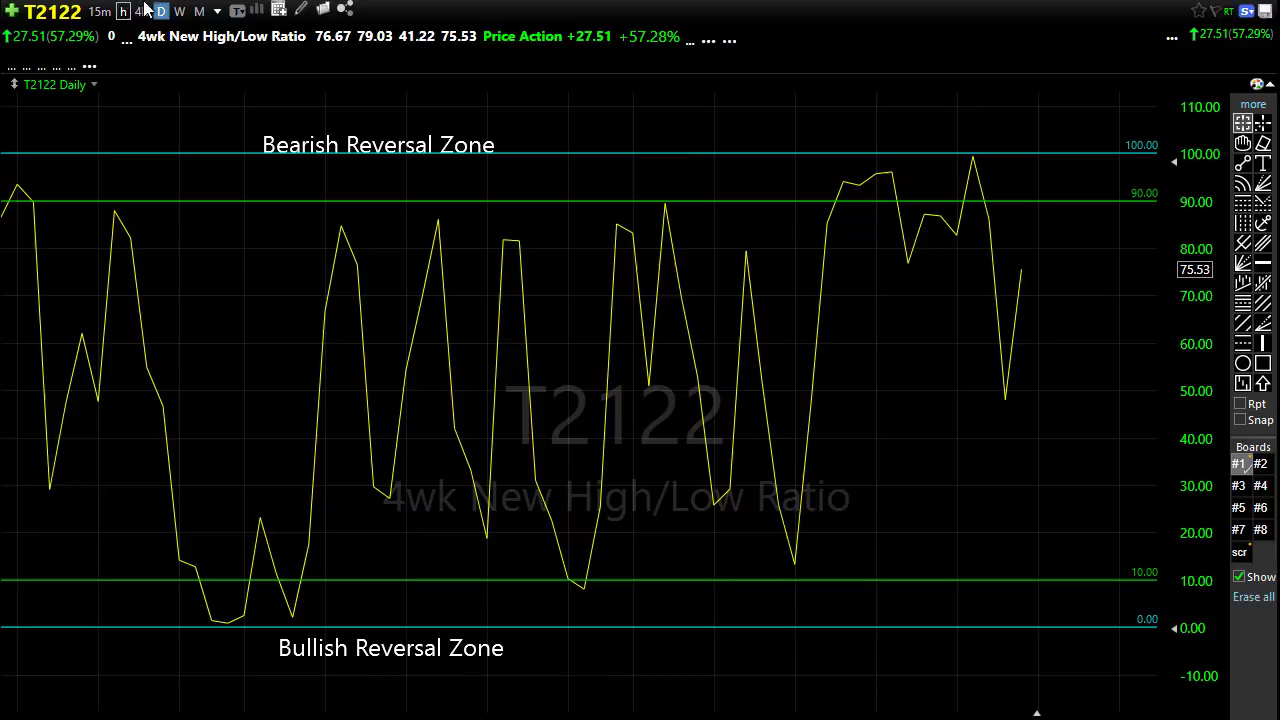 T2122 15m h 4h D W M RT S
27.51(57.29%) 0 ... 4wk New High/Low Ratio 76.67 79.03 41.22 75.53 Price Action +27.51 +57.28% ... ... ... ... 27.51(57.29%)
... ... ... ... ... ...
T2122 Daily
more
110.00
Bearish Reversal Zone
100.00
100.00
90.00
90.00
80.00
75.53
70.00
60.00
50.00
40.00
30.00
20.00
10.00
10.00
0.00
0.00
-10.00
T2122
4wk New High/Low Ratio
Bullish Reversal Zone
Rpt
Snap
Boards
#1 #2
#3 #4
#5 #6
#7 #8
scr
Show
Erase all